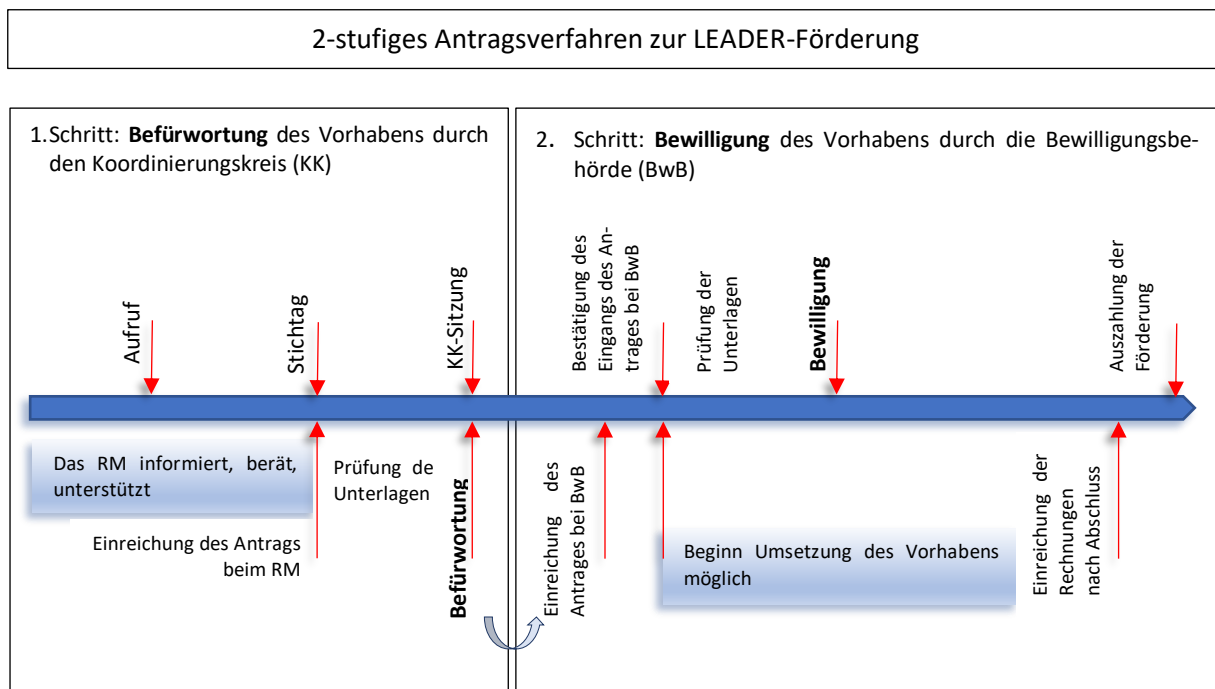 2-stufiges Antragsverfahren zur LEADER-Förderung
1. Schritt: Befürwortung des Vorhabens durch
den Koordinierungskreis (KK)
Aufruf
Stichtag
KK-Sitzung
Das RM informiert, berät,
unterstützt
Einreichung des Antrags
beim RM
Prüfung de
Unterlagen
Befürwortung
2. Schritt: Bewilligung des Vorhabens durch die Bewilligungsbe-
hörde (BwB)
Bestätigung des
Eingangs des An-
trages bei BwB
Prüfung der
Unterlagen
Bewilligung
Auszahlung der
Förderung
Einreichung des
Antrages bei BwB
Beginn Umsetzung des Vorhabens
möglich
Einreichung der
Rechnungen
nach Abschluss